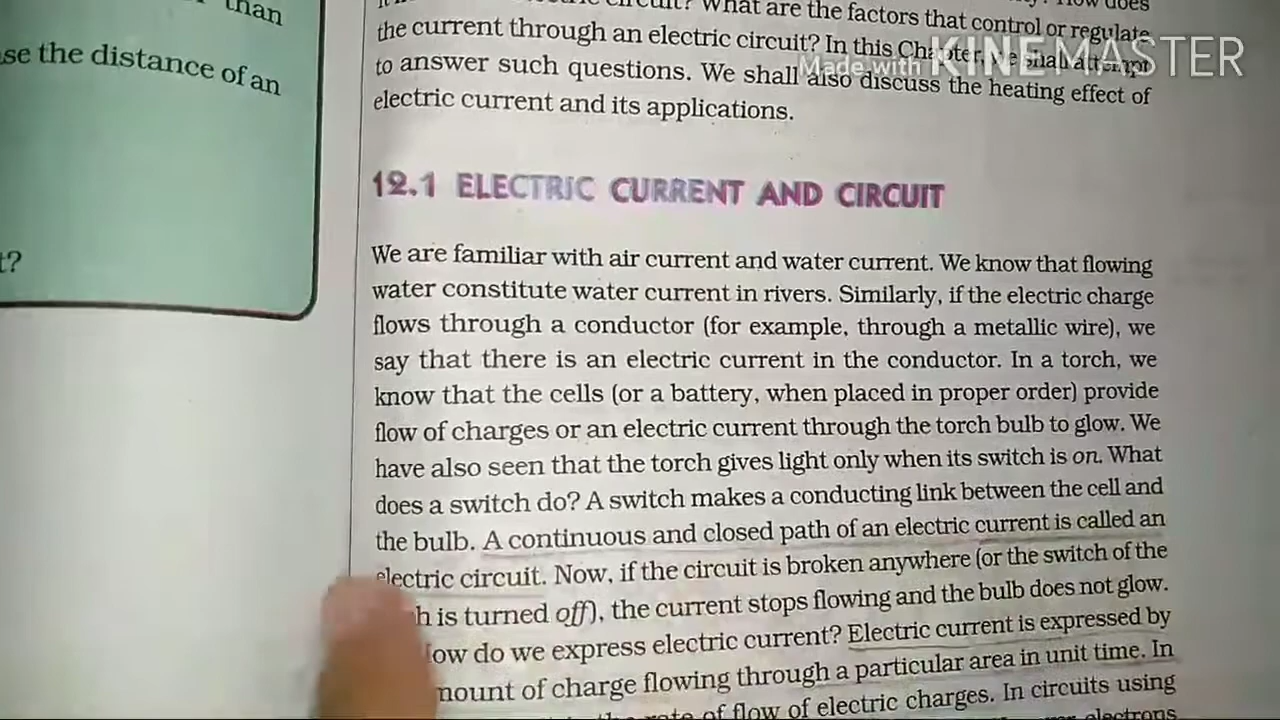 than
se the distance of an
t?
What are the factors that control or regulate
the current through an electric circuit? In this Chapter, we shall attempt
to answer such questions. We shall also discuss the heating effect of
electric current and its applications.
Made with KINEMASTER
12.1 ELECTRIC CURRENT AND CIRCUIT
We are familiar with air current and water current. We know that flowing
water constitute water current in rivers. Similarly, if the electric charge
flows through a conductor (for example, through a metallic wire), we
say that there is an electric current in the conductor. In a torch, we
know that the cells (or a battery, when placed in proper order) provide
flow of charges or an electric current through the torch bulb to glow. We
have also seen that the torch gives light only when its switch is on. What
does a switch do? A switch makes a conducting link between the cell and
the bulb. A continuous and closed path of an electric current is called an
electric circuit. Now, if the circuit is broken anywhere (or the switch of the
h is turned off), the current stops flowing and the bulb does not glow.
ow do we express electric current? Electric current is expressed by
mount of charge flowing through a particular area in unit time. In
rate of flow of electric charges. In circuits using
electrons